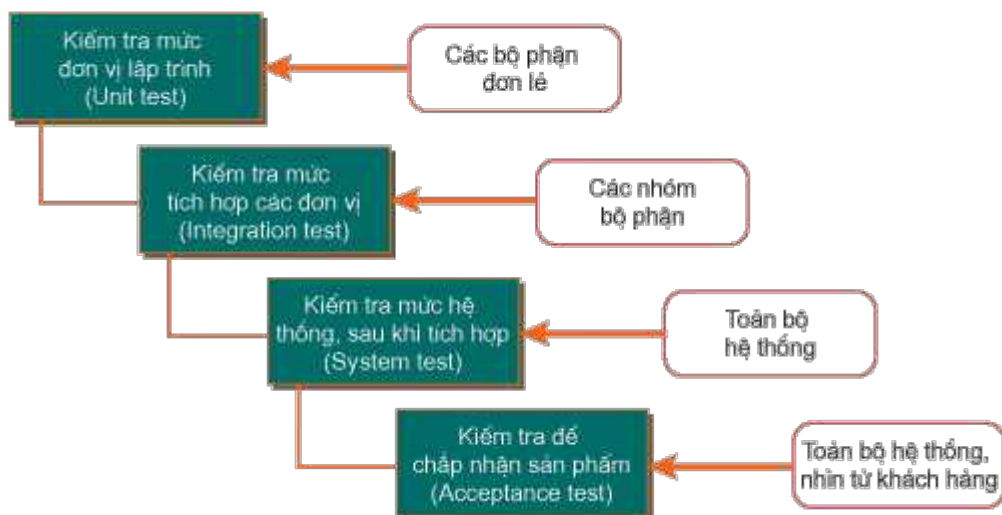 Kiểm tra mức
đơn vị lập trình
(Unit test)
Các bộ phận
đơn lẻ
Kiểm tra mức
tích hợp các đơn vị
(Integration test)
Các nhóm
bộ phận
Kiểm tra mức hệ
thống, sau khi tích hợp
(System test)
Toàn bộ
hệ thống
Kiểm tra để
chấp nhận sản phẩm
(Acceptance test)
Toàn bộ hệ thống,
nhìn từ khách hàng